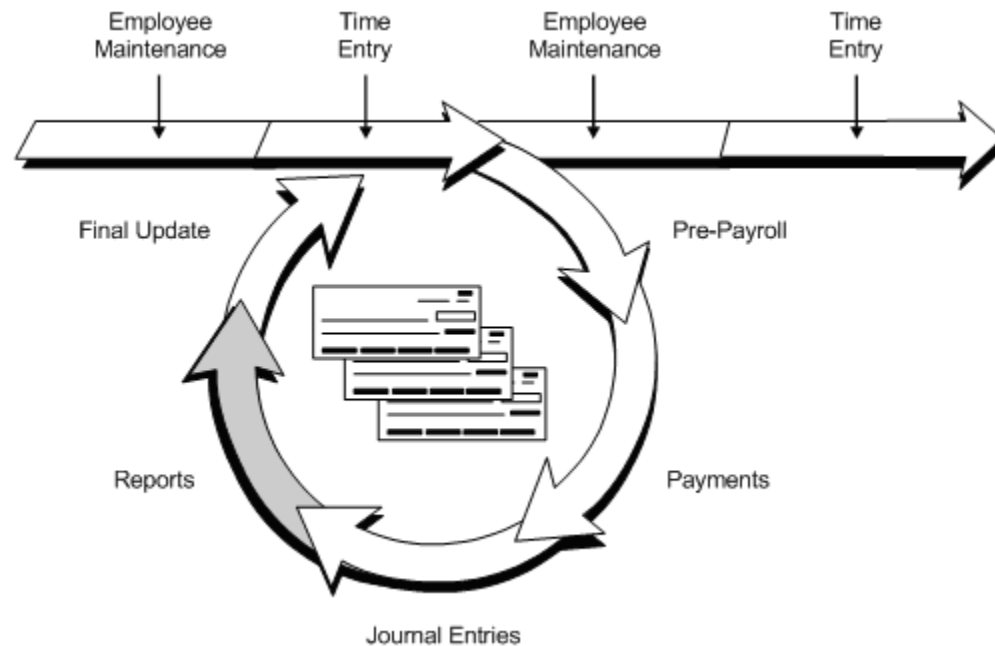 Employee
Maintenance
Time
Entry
Employee
Maintenance
Time
Entry
Final Update
Pre-Payroll
Reports
Payments
Journal Entries